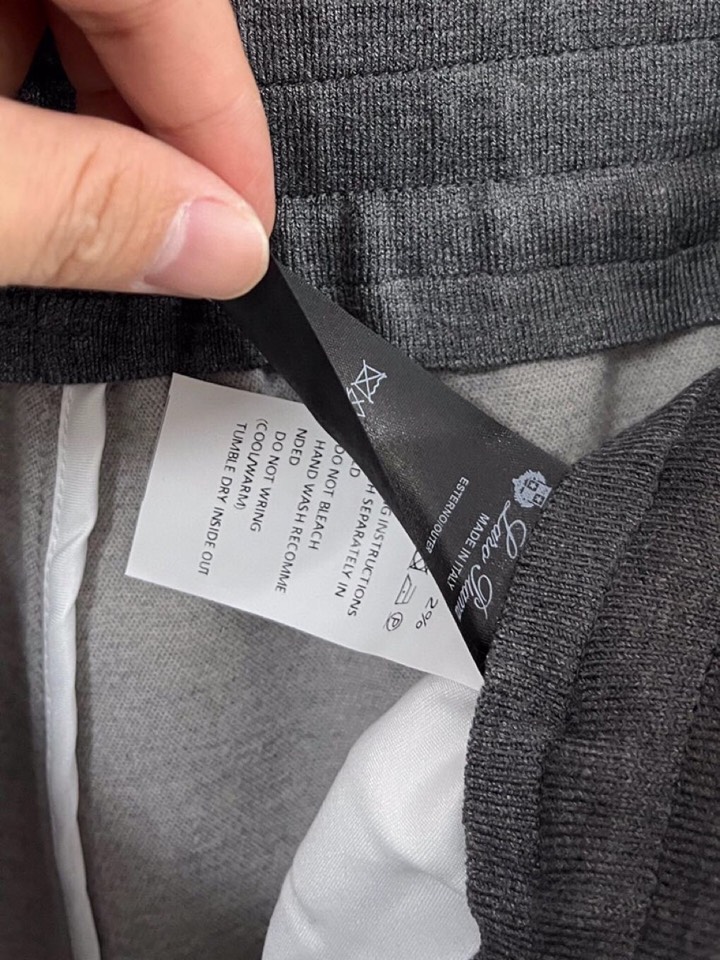 Loro Piana
MADE IN ITALY
ESTERNO/OUTER
2%
G INSTRUCTIONS
H SEPARATELY IN
LD
DO NOT BLEACH
HAND WASH RECOMME
NDED
DO NOT WRING
(COOL/WARM)
TUMBLE DRY INSIDE OUT